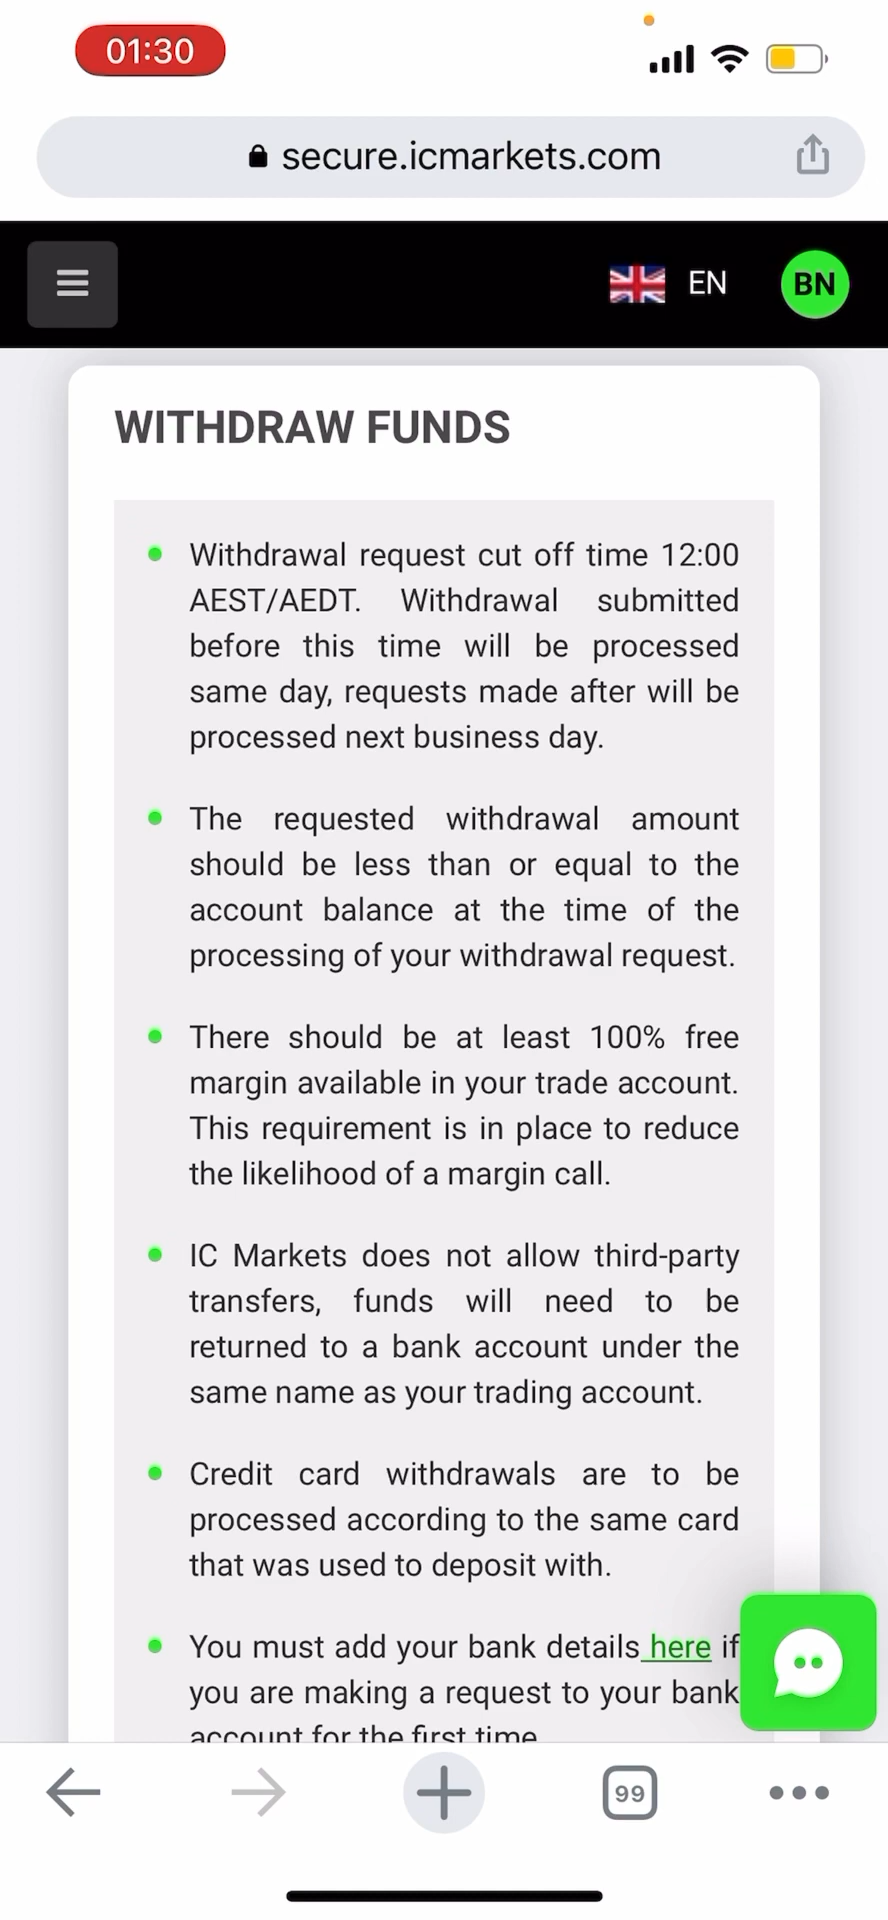 01:30
secure.icmarkets.com
EN
BN
WITHDRAW FUNDS
Withdrawal request cut off time 12:00
AEST/AEDT. Withdrawal submitted
before this time will be processed
same day, requests made after will be
processed next business day.
The requested withdrawal amount
should be less than or equal to the
account balance at the time of the
processing of your withdrawal request.
There should be at least 100% free
margin available in your trade account.
This requirement is in place to reduce
the likelihood of a margin call.
IC Markets does not allow third-party
transfers, funds will need to be
returned to a bank account under the
same name as your trading account.
Credit card withdrawals are to be
processed according to the same card
that was used to deposit with.
You must add your bank details here if
you are making a request to your bank
account for the first time
99